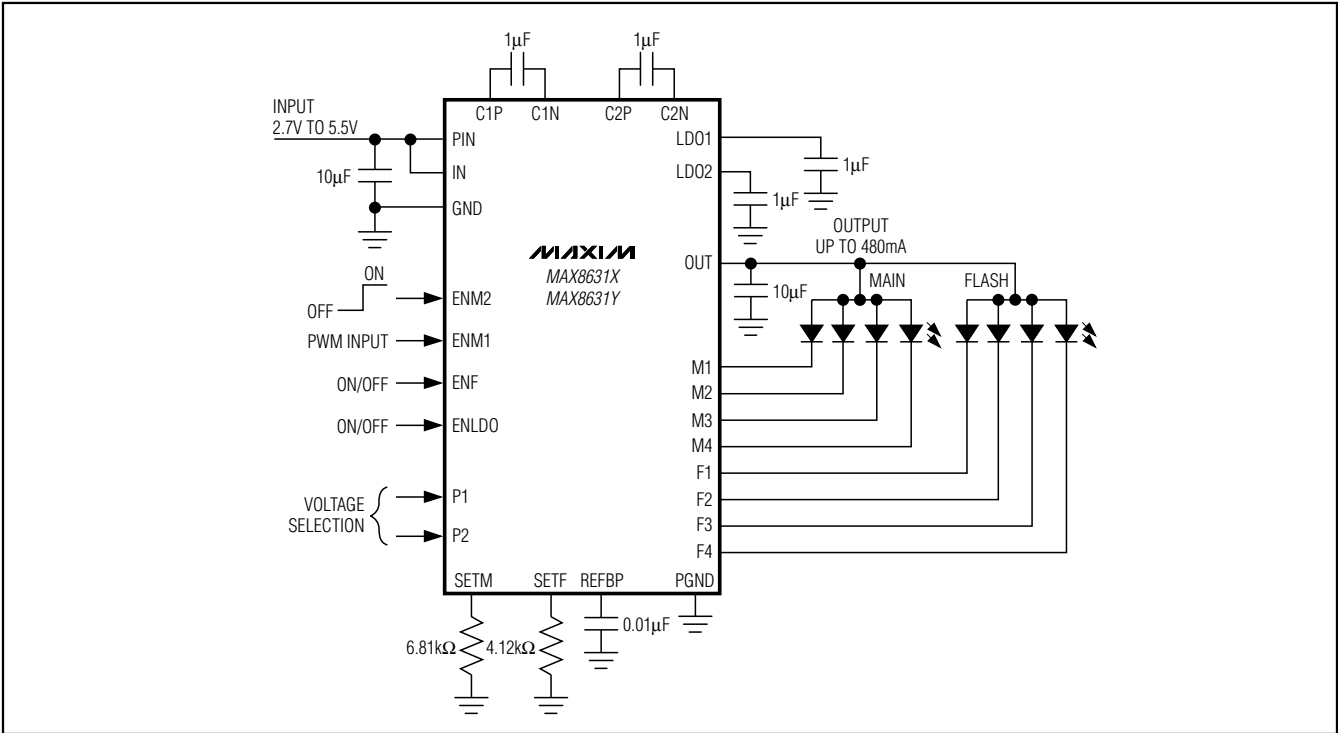 1µF
1µF
C1P
C1N
C2P
C2N
INPUT
2.7V TO 5.5V
PIN
IN
10µF
GND
LDO1
1µF
LDO2
1µF
MAXIM
MAX8631X
MAX8631Y
OUTPUT
UP TO 480mA
OUT
10µF
MAIN
FLASH
ON
OFF
ENM2
PWM INPUT
ENM1
ON/OFF
ENF
ON/OFF
ENLDO
VOLTAGE
SELECTION
P1
P2
M1
M2
M3
M4
F1
F2
F3
F4
SETM
SETF
REFBP
PGND
6.81kΩ
4.12kΩ
0.01µF